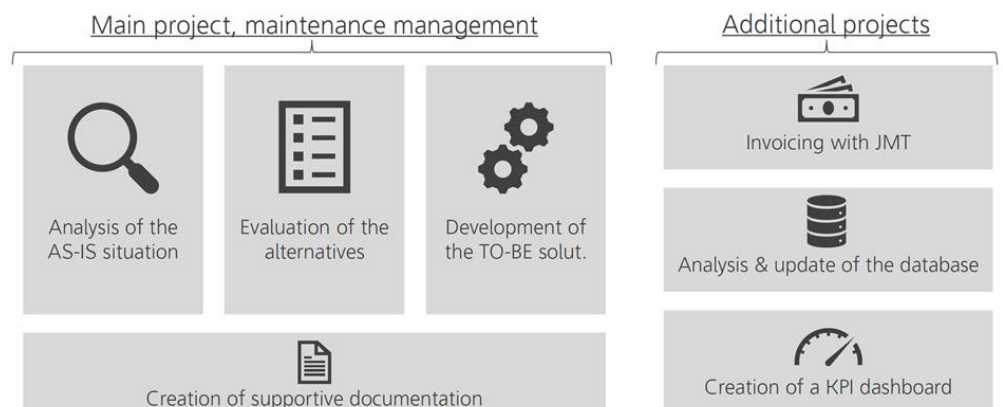 Main project, maintenance management
Analysis of the
AS-IS situation
Evaluation of the
alternatives
Development of
the TO-BE solut.
Creation of supportive documentation
Additional projects
Invoicing with JMT
Analysis & update of the database
Creation of a KPI dashboard